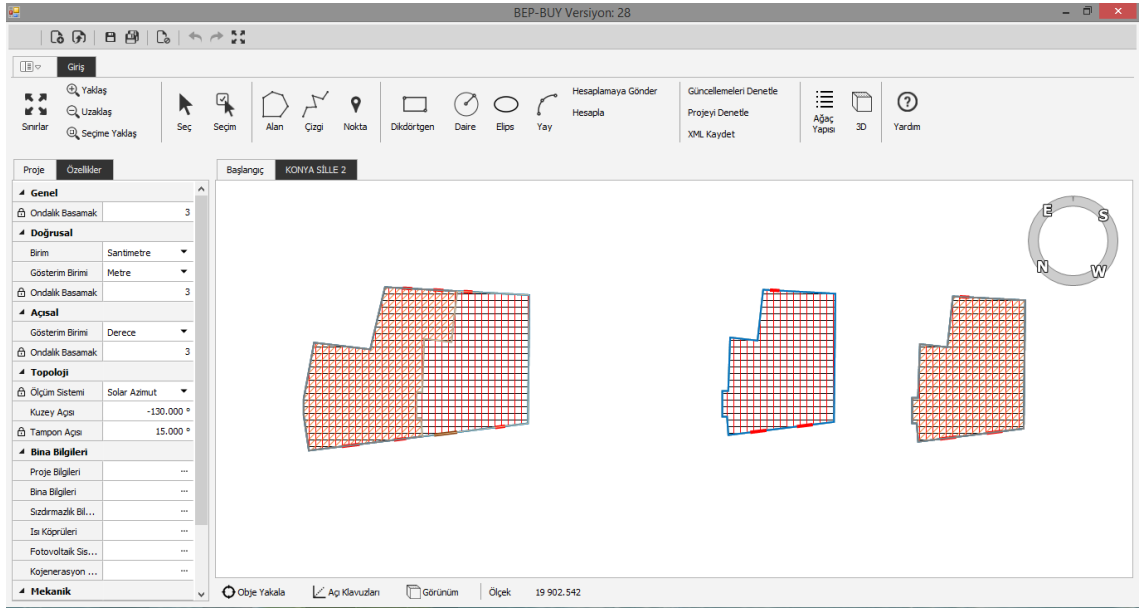 BEP-BUY Versiyon: 28
Giriş
Sınırlar
Yaklaş
Uzaklaş
Seçime Yaklaş
Seç
Seçim
Alan
Çizgi
Nokta
Dikdörtgen
Daire
Elips
Yay
Hesaplamaya Gönder
Hesapla
Güncellemeleri Denetle
Projeyi Denetle
XML Kaydet
Ağaç
Yapısı
3D
Yardım
Proje Özellikler
Başlangıç KONYA SİLLE 2
Genel
Ondalık Basamak 3
Doğrusal
Birim Santimetre
Gösterim Birimi Metre
Ondalık Basamak 3
Açısal
Gösterim Birimi Derece
Ondalık Basamak 3
Topoloji
Ölçüm Sistemi Solar Azimut
Kuzey Açısı -130.000 °
Tampon Açısı 15.000 °
Bina Bilgileri
Proje Bilgileri ...
Bina Bilgileri ...
Sızdırmazlık Bil... ...
Isı Köprüleri ...
Fotovoltaik Sis... ...
Kojenerasyon ... ...
Mekanik
E
S
N
W
Obje Yakala Açı Klavuzları Görünüm Ölçek 19 902.542